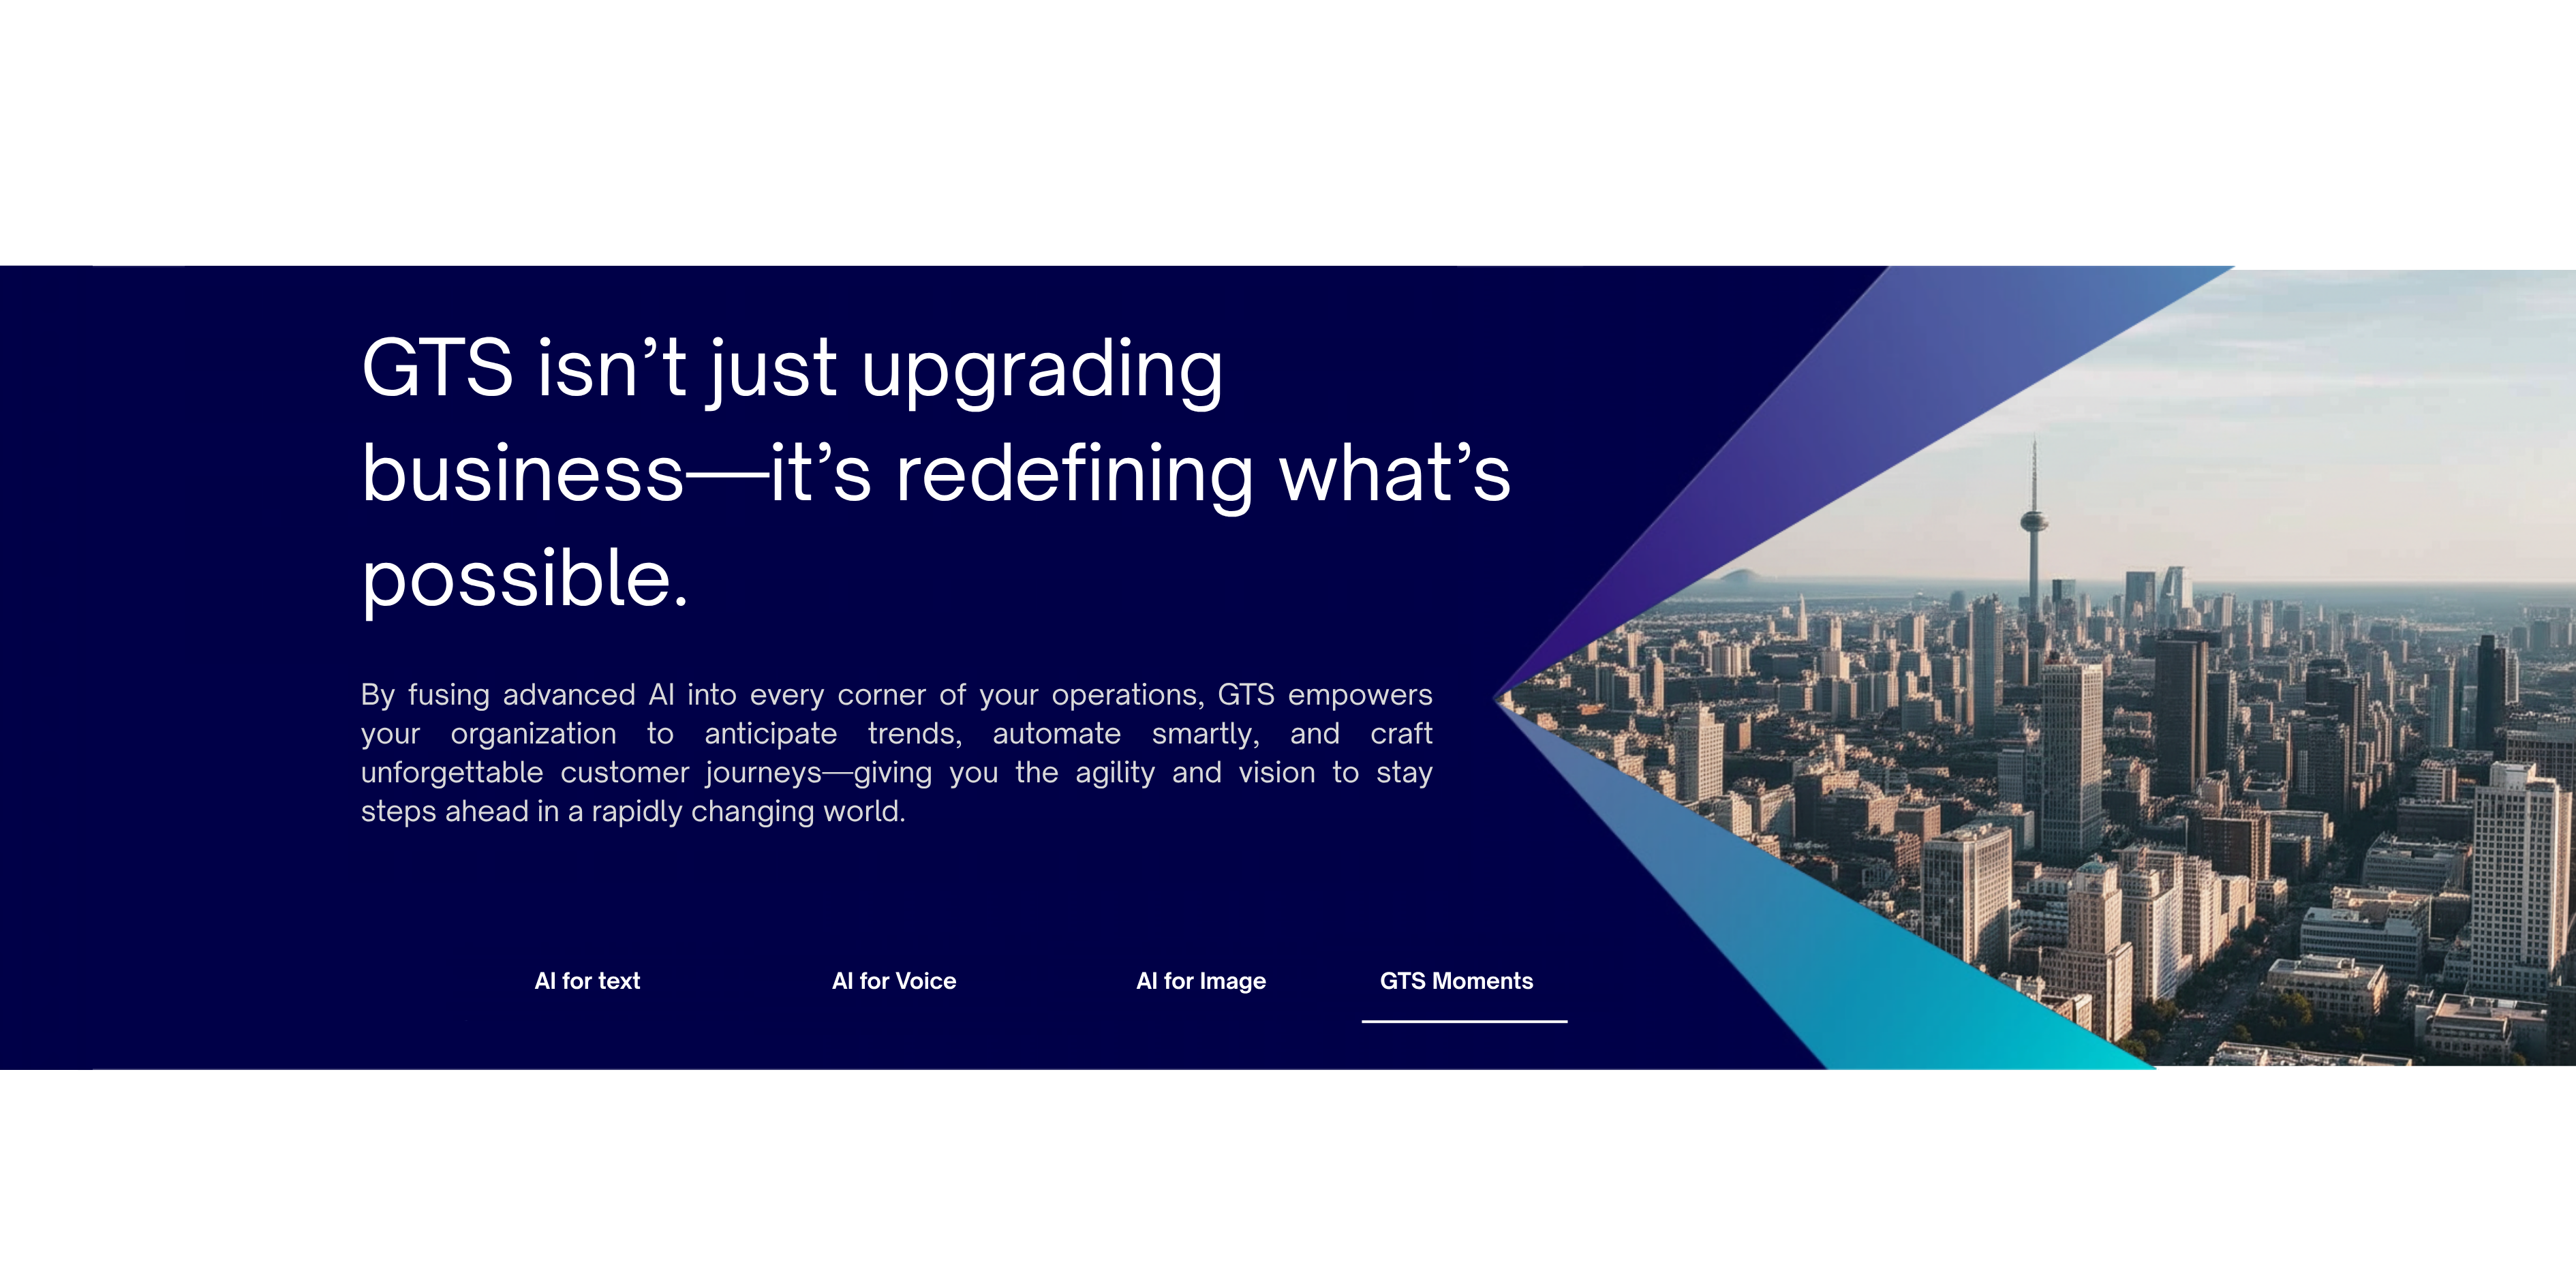 GTS isn’t just upgrading
business—it’s redefining what’s
possible.
By fusing advanced AI into every corner of your operations, GTS empowers
your organization to anticipate trends, automate smartly, and craft
unforgettable customer journeys—giving you the agility and vision to stay
steps ahead in a rapidly changing world.
AI for text
AI for Voice
AI for Image
GTS Moments